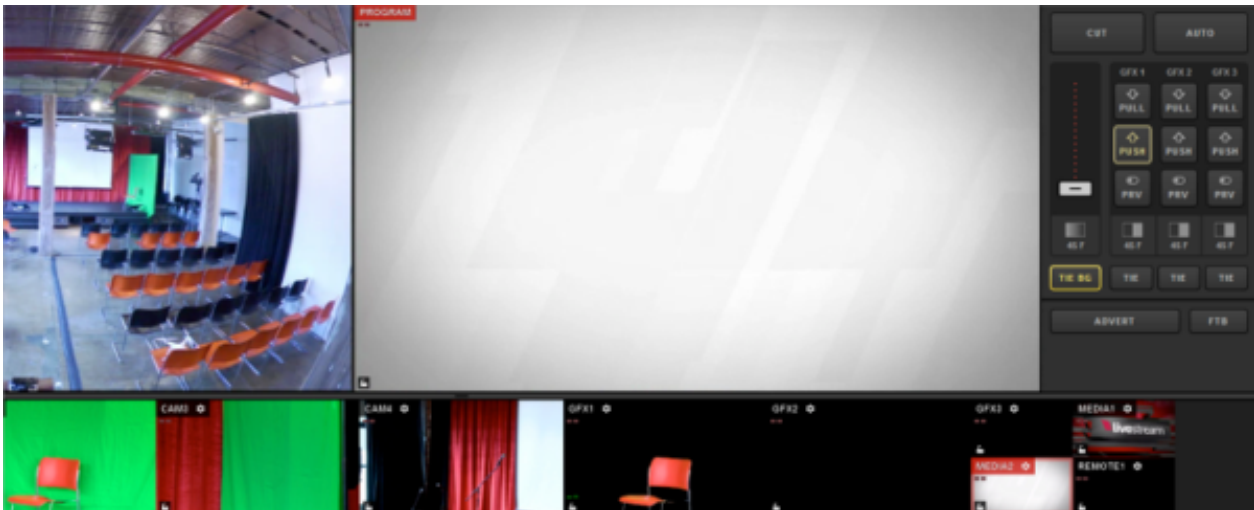 PROGRAM
CUT AUTO
GFX 1 GFX 2 GFX 3
PULL PULL PULL
PUSH PUSH PUSH
PRV PRV PRV
45 F 45 F 45 F 45 F
TIE BG TIE TIE TIE
ADVERT FTB
CAM3 CAM4 GFX1 GFX2 GFX3 MEDIA1
livestream
MEDIA2 REMOTE1